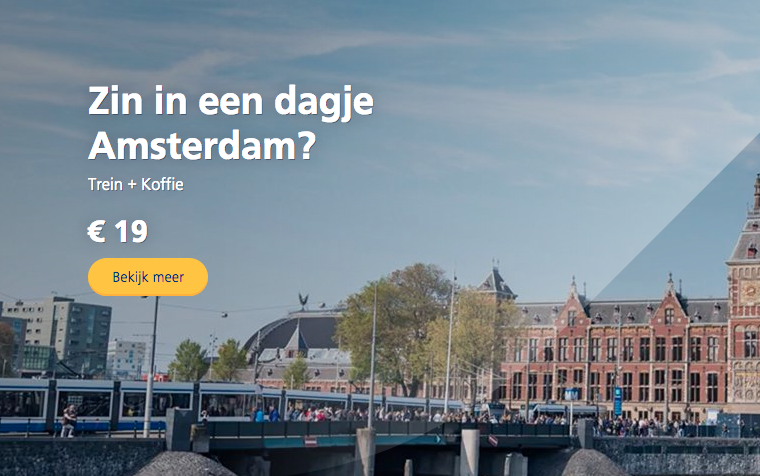 Zin in een dagje
Amsterdam?
Trein + Koffie
€ 19
Bekijk meer